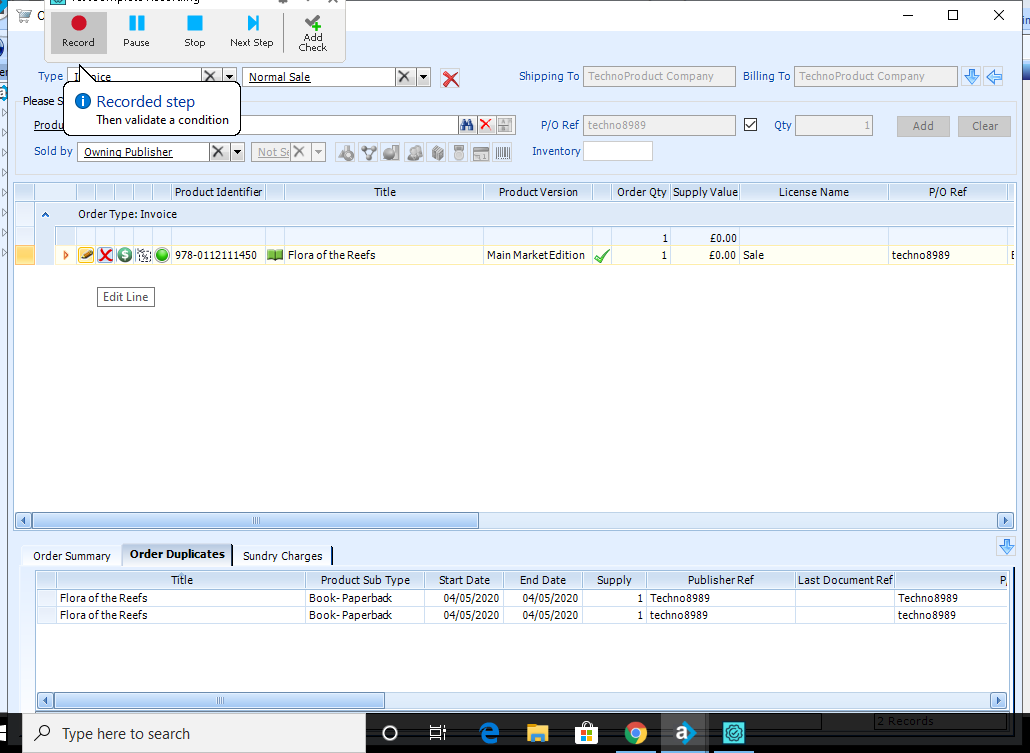 Record Pause Stop Next Step Add Check
Type Normal Sale Shipping To TechnoProduct Company Billing To TechnoProduct Company
Recorded step
Then validate a condition
Please S
Produ P/O Ref techno8989 Qty 1 Add Clear
Sold by Owning Publisher Not Se Inventory
Product Identifier Title Product Version Order Qty Supply Value License Name P/O Ref
Order Type: Invoice
1 £0.00
978-0112111450 Flora of the Reefs Main Market Edition 1 £0.00 Sale techno8989
Edit Line
Order Summary Order Duplicates Sundry Charges
Title Product Sub Type Start Date End Date Supply Publisher Ref Last Document Ref P
Flora of the Reefs Book- Paperback 04/05/2020 04/05/2020 1 Techno8989 Techno8989
Flora of the Reefs Book- Paperback 04/05/2020 04/05/2020 1 techno8989 techno8989
2 Records
Type here to search